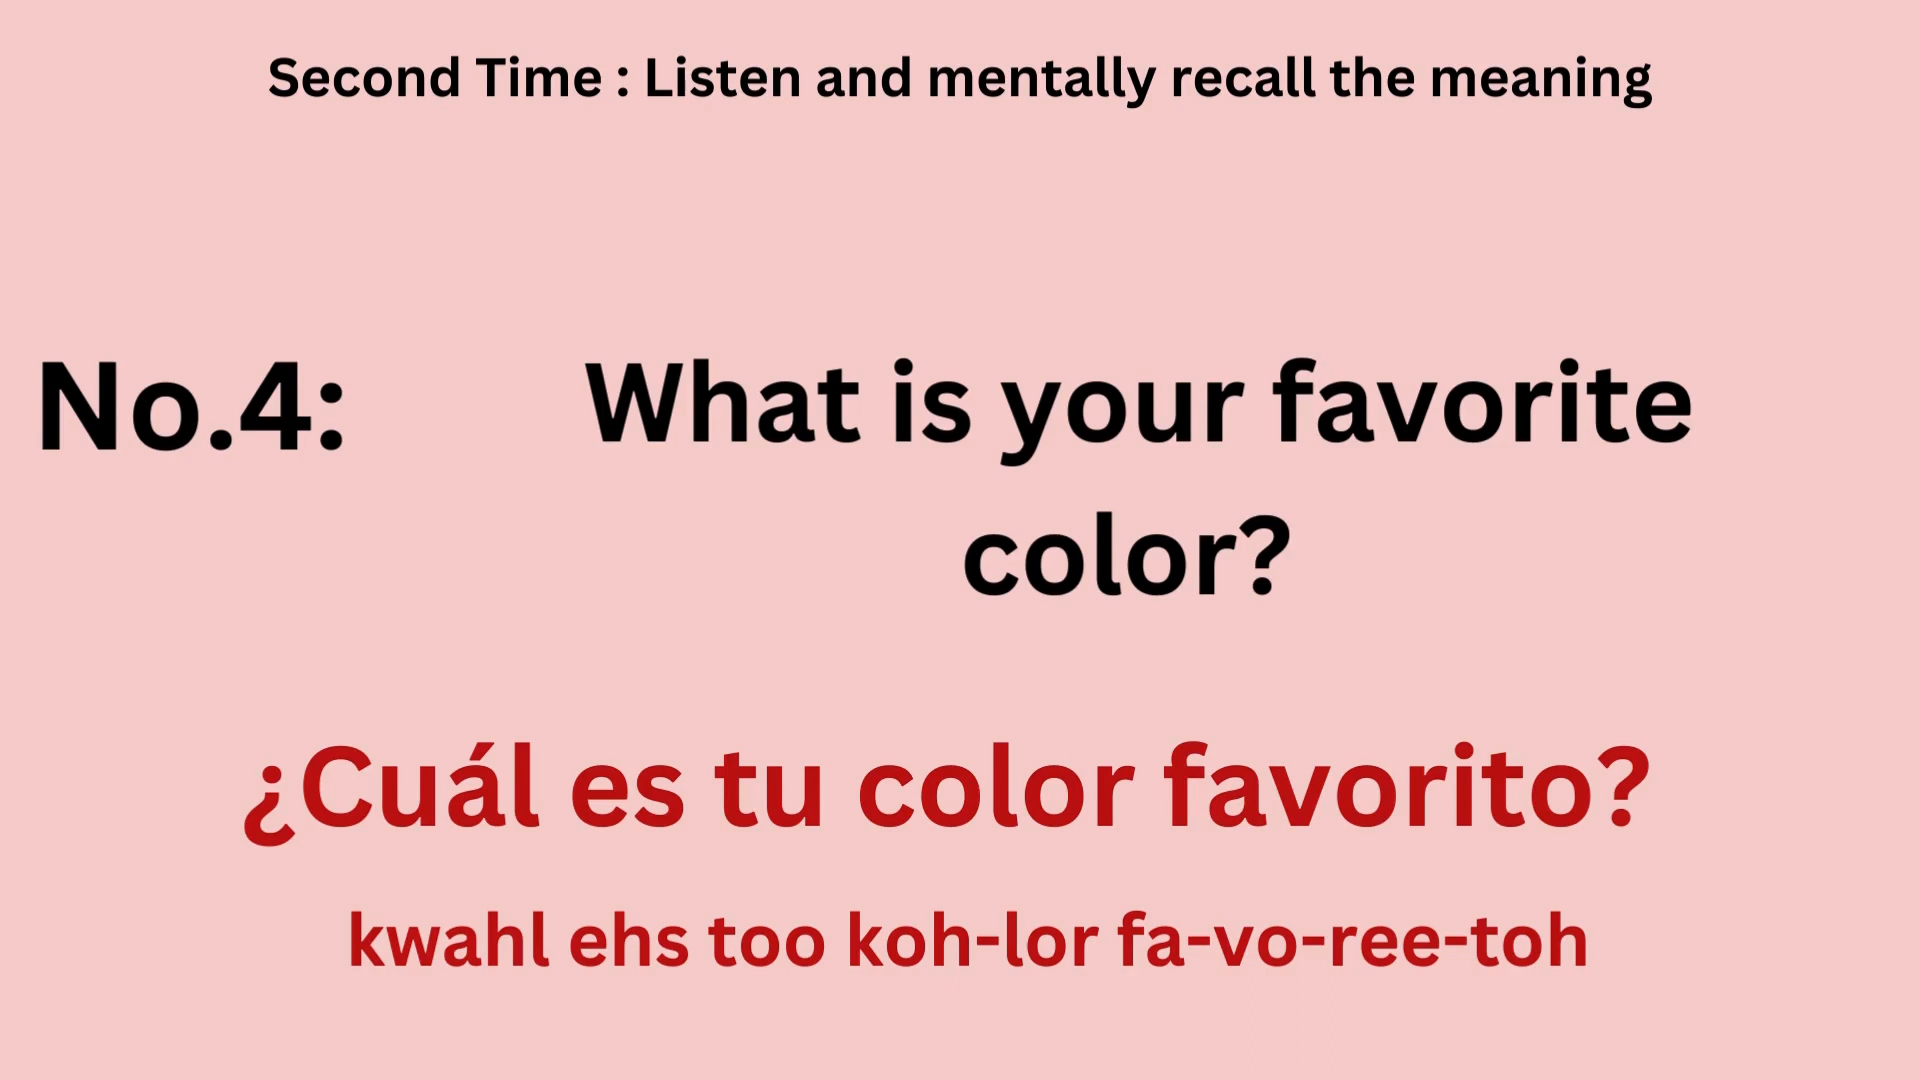 Second Time : Listen and mentally recall the meaning
No.4: What is your favorite
color?
¿Cuál es tu color favorito?
kwahl ehs too koh-lor fa-vo-ree-toh